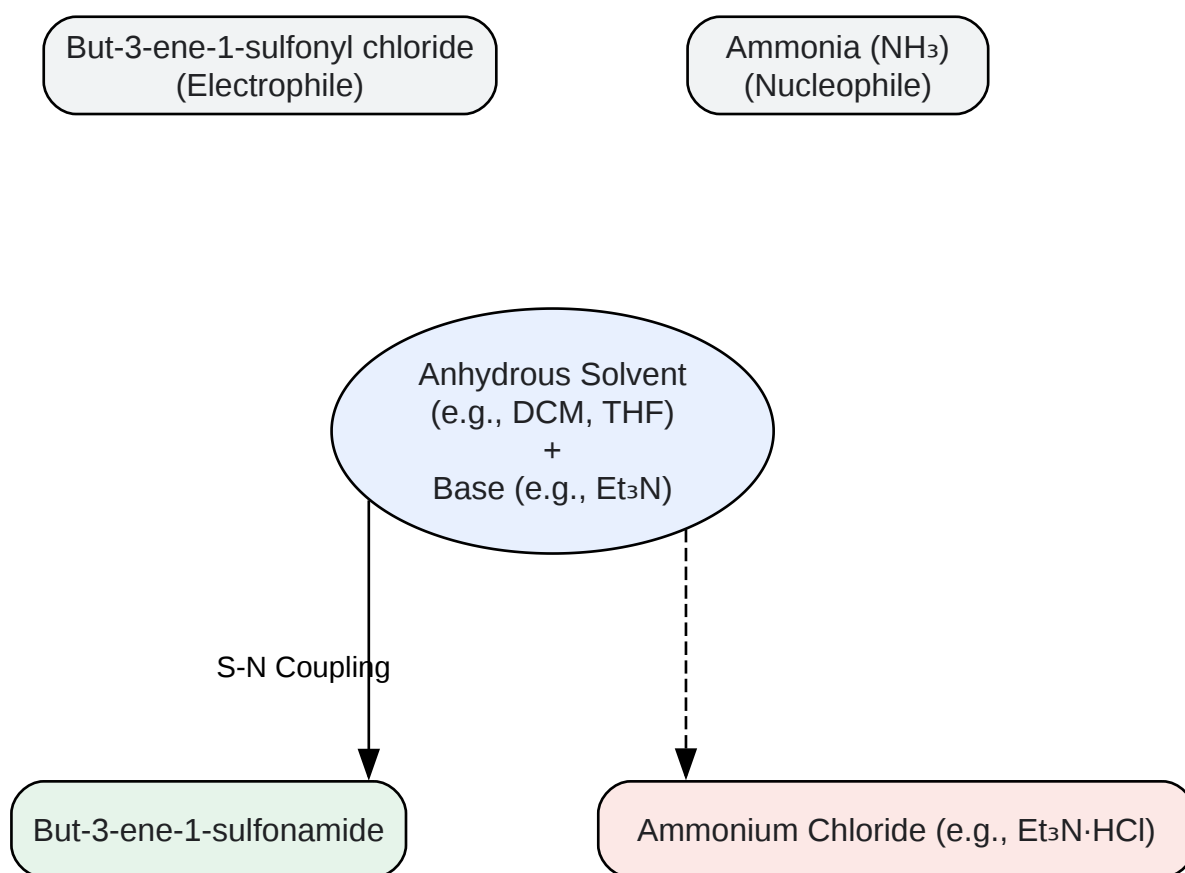 But-3-ene-1-sulfonyl chloride
(Electrophile)
Ammonia (NH₃)
(Nucleophile)
Anhydrous Solvent
(e.g., DCM, THF)
+
Base (e.g., Et₃N)
S-N Coupling
But-3-ene-1-sulfonamide
Ammonium Chloride (e.g., Et₃N·HCl)